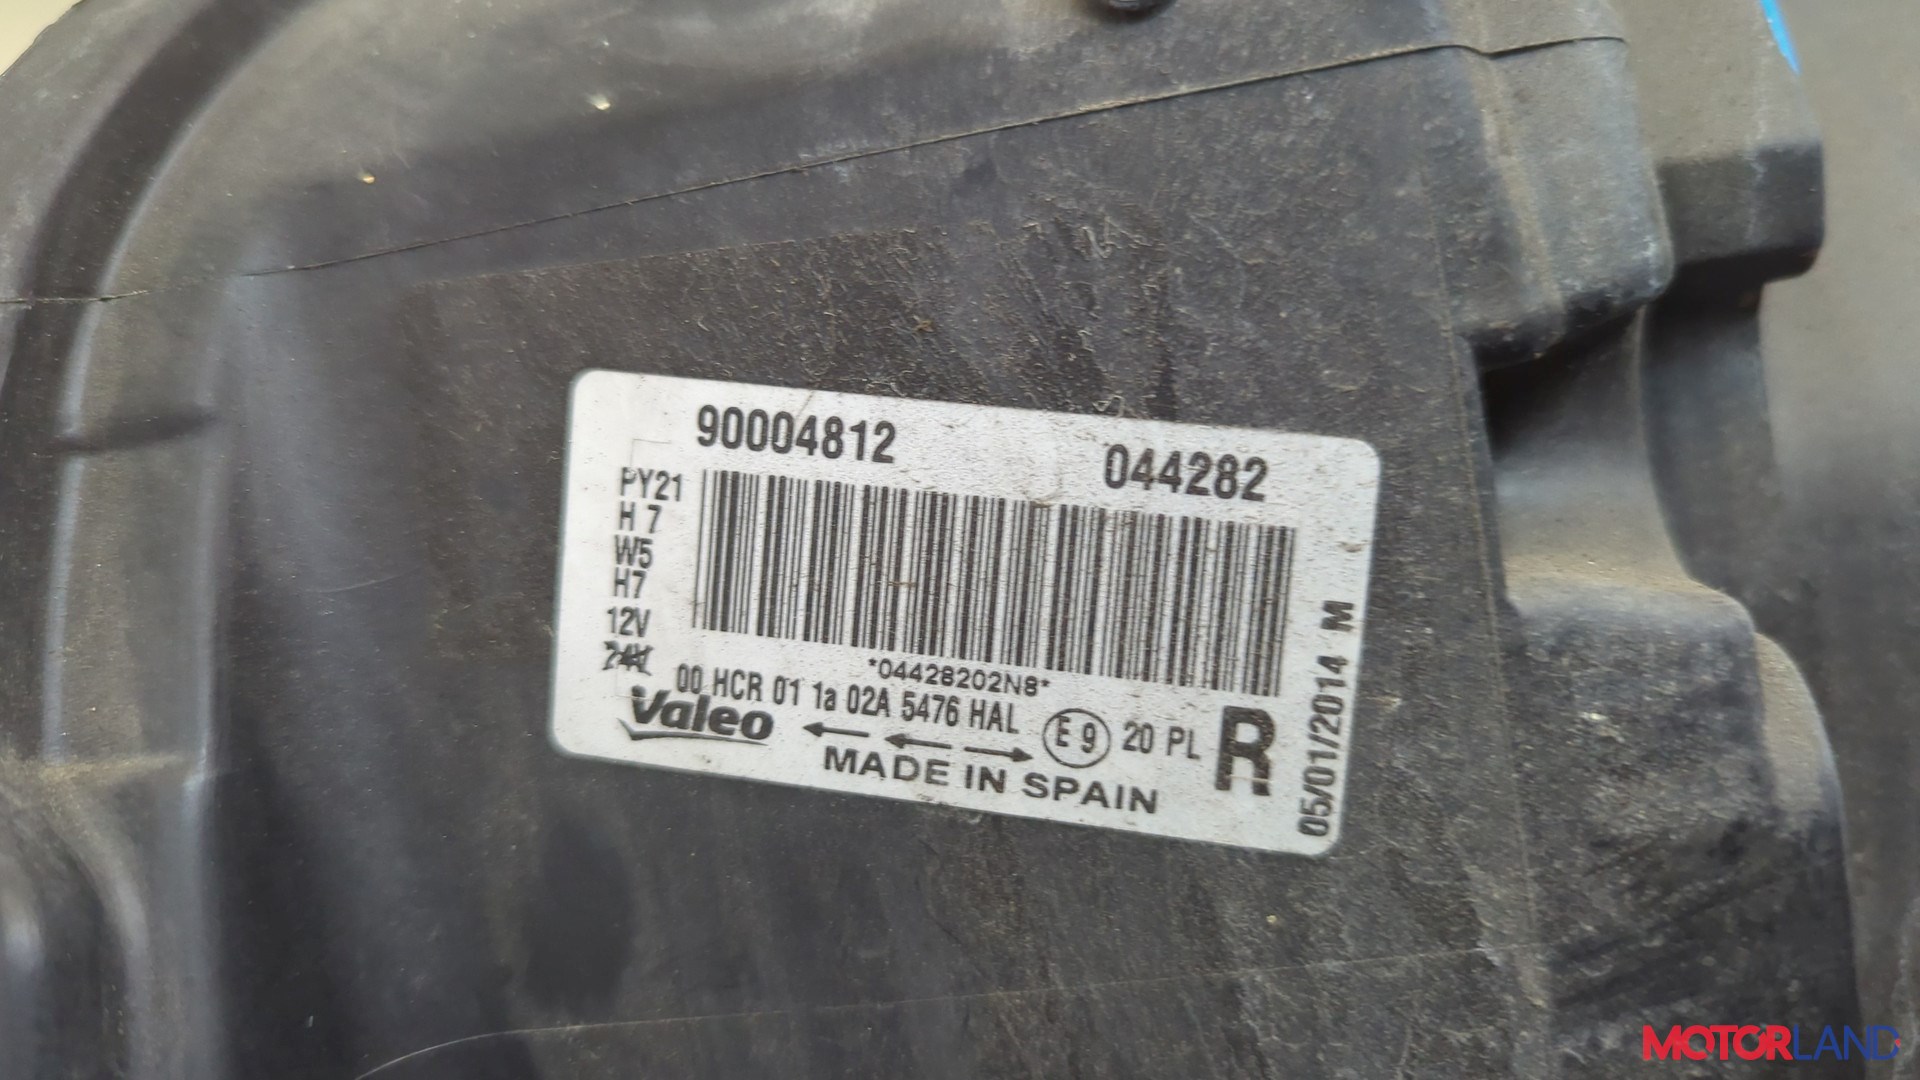 90004812 044282
PY21
H 7
W5
H7
12V
*04428202N8*
00 HCR 01 1a 02A 5476 HAL E 9 20 PL R
Valeo
MADE IN SPAIN
05/01/2014 M M
MOTORLAND